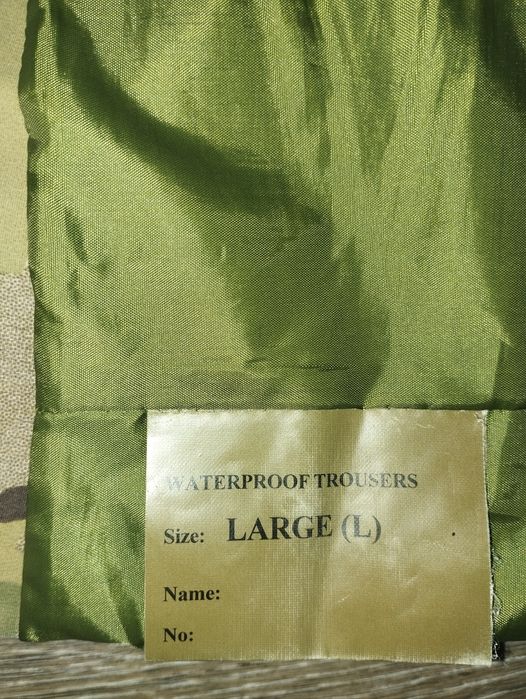 WATERPROOF TROUSERS
Size: LARGE (L)
Name:
No: